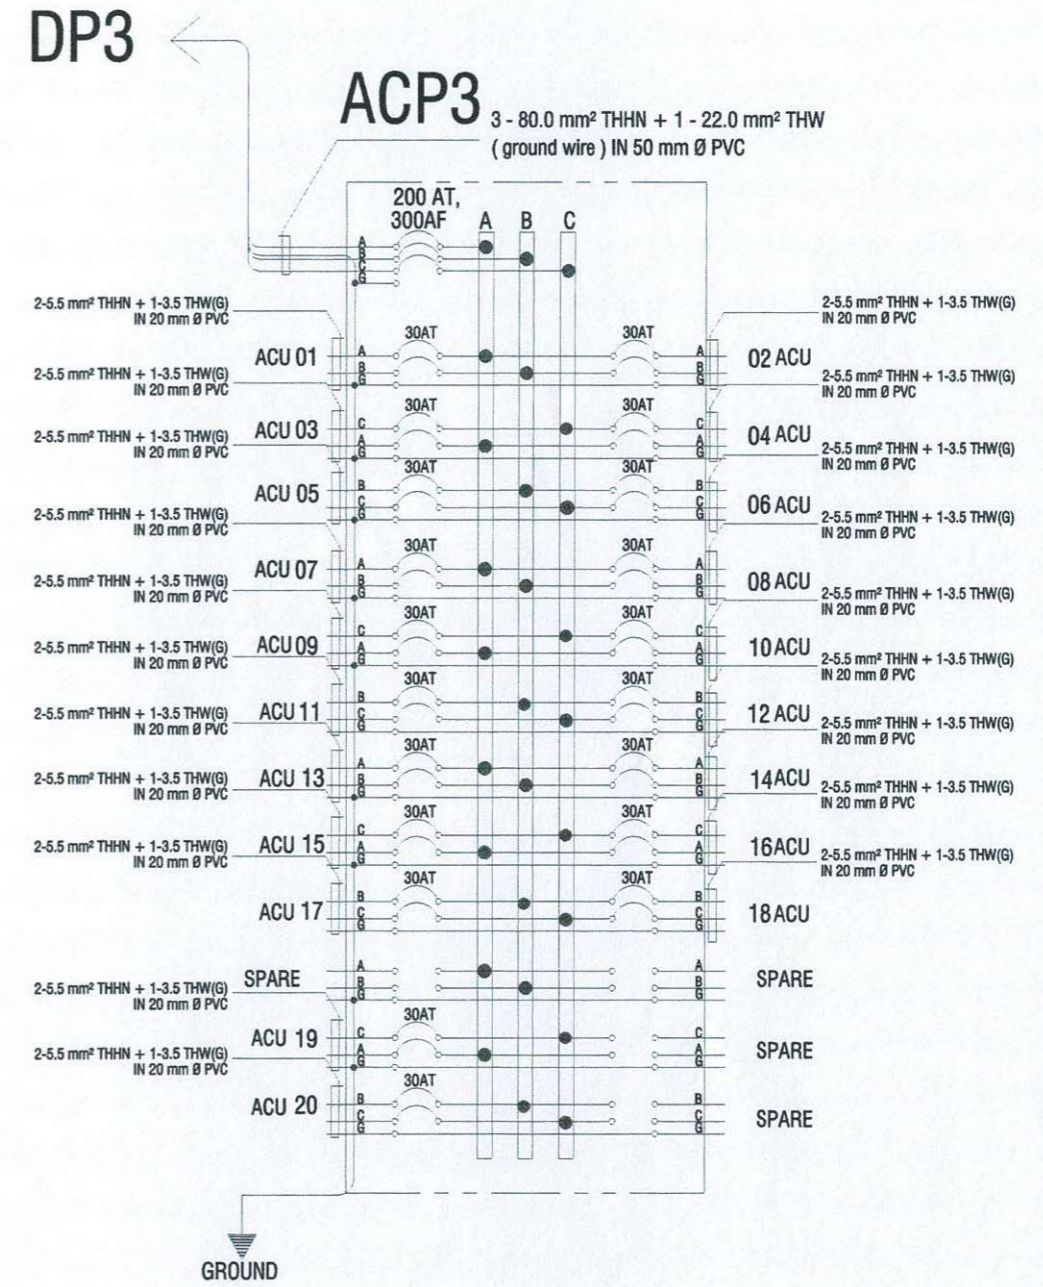 DP3
ACP3
3 - 80.0 mm² THHN + 1 - 22.0 mm² THW
( ground wire ) IN 50 mm Ø PVC
200 AT,
300AF
A B C
A
B
C
G
2-5.5 mm² THHN + 1-3.5 THW(G)
IN 20 mm Ø PVC
2-5.5 mm² THHN + 1-3.5 THW(G)
IN 20 mm Ø PVC
30AT 30AT
ACU 01 A A 02 ACU
B B
G G
2-5.5 mm² THHN + 1-3.5 THW(G)
IN 20 mm Ø PVC
2-5.5 mm² THHN + 1-3.5 THW(G)
IN 20 mm Ø PVC
30AT 30AT
ACU 03 C C 04 ACU
A A
G G
2-5.5 mm² THHN + 1-3.5 THW(G)
IN 20 mm Ø PVC
2-5.5 mm² THHN + 1-3.5 THW(G)
IN 20 mm Ø PVC
30AT 30AT
ACU 05 B B 06 ACU
C C
G G
2-5.5 mm² THHN + 1-3.5 THW(G)
IN 20 mm Ø PVC
2-5.5 mm² THHN + 1-3.5 THW(G)
IN 20 mm Ø PVC
30AT 30AT
ACU 07 A A 08 ACU
B B
G G
2-5.5 mm² THHN + 1-3.5 THW(G)
IN 20 mm Ø PVC
2-5.5 mm² THHN + 1-3.5 THW(G)
IN 20 mm Ø PVC
30AT 30AT
ACU 09 C C 10 ACU
A A
G G
2-5.5 mm² THHN + 1-3.5 THW(G)
IN 20 mm Ø PVC
2-5.5 mm² THHN + 1-3.5 THW(G)
IN 20 mm Ø PVC
30AT 30AT
ACU 11 B B 12 ACU
C C
G G
2-5.5 mm² THHN + 1-3.5 THW(G)
IN 20 mm Ø PVC
2-5.5 mm² THHN + 1-3.5 THW(G)
IN 20 mm Ø PVC
30AT 30AT
ACU 13 A A 14ACU
B B
G G
2-5.5 mm² THHN + 1-3.5 THW(G)
IN 20 mm Ø PVC
2-5.5 mm² THHN + 1-3.5 THW(G)
IN 20 mm Ø PVC
30AT 30AT
ACU 15 C C 16ACU
A A
G G
2-5.5 mm² THHN + 1-3.5 THW(G)
IN 20 mm Ø PVC
2-5.5 mm² THHN + 1-3.5 THW(G)
IN 20 mm Ø PVC
30AT 30AT
ACU 17 B B 18ACU
C C
G G
SPARE A A SPARE
B B
G G
2-5.5 mm² THHN + 1-3.5 THW(G)
IN 20 mm Ø PVC
30AT
ACU 19 C C SPARE
A A
G G
2-5.5 mm² THHN + 1-3.5 THW(G)
IN 20 mm Ø PVC
30AT
ACU 20 B B SPARE
C C
G G
GROUND